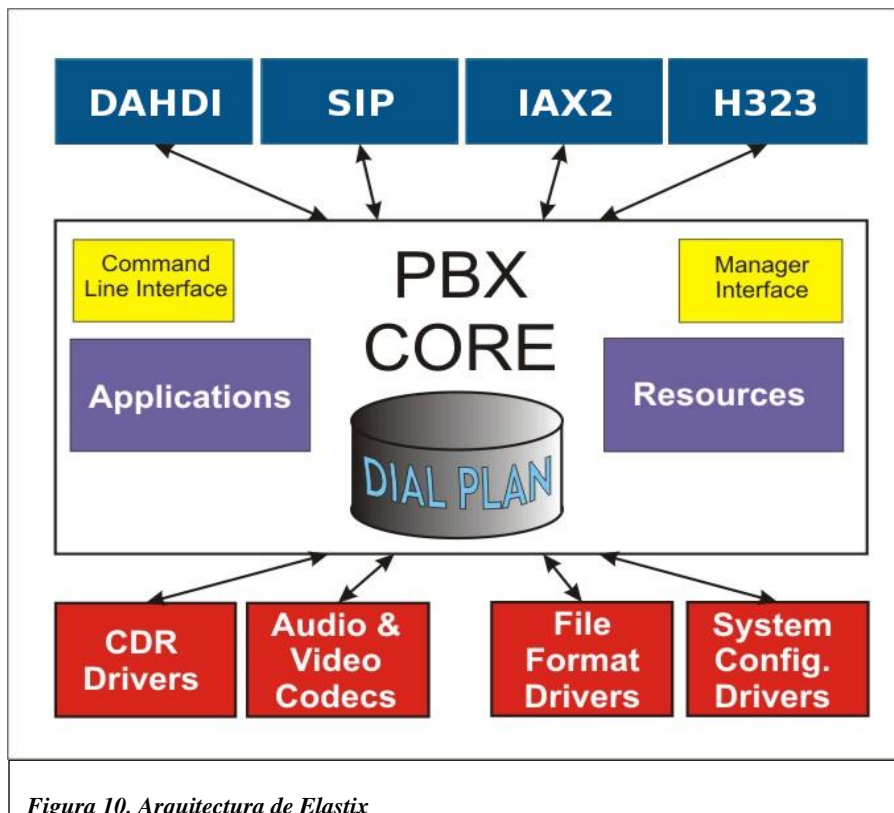 DAHDI
SIP
IAX2
H323
Command
Line Interface
PBX
CORE
Manager
Interface
Applications
Resources
DIAL PLAN
CDR
Drivers
Audio &
Video
Codecs
File
Format
Drivers
System
Config.
Drivers
Figura 10. Arquitectura de Elastix